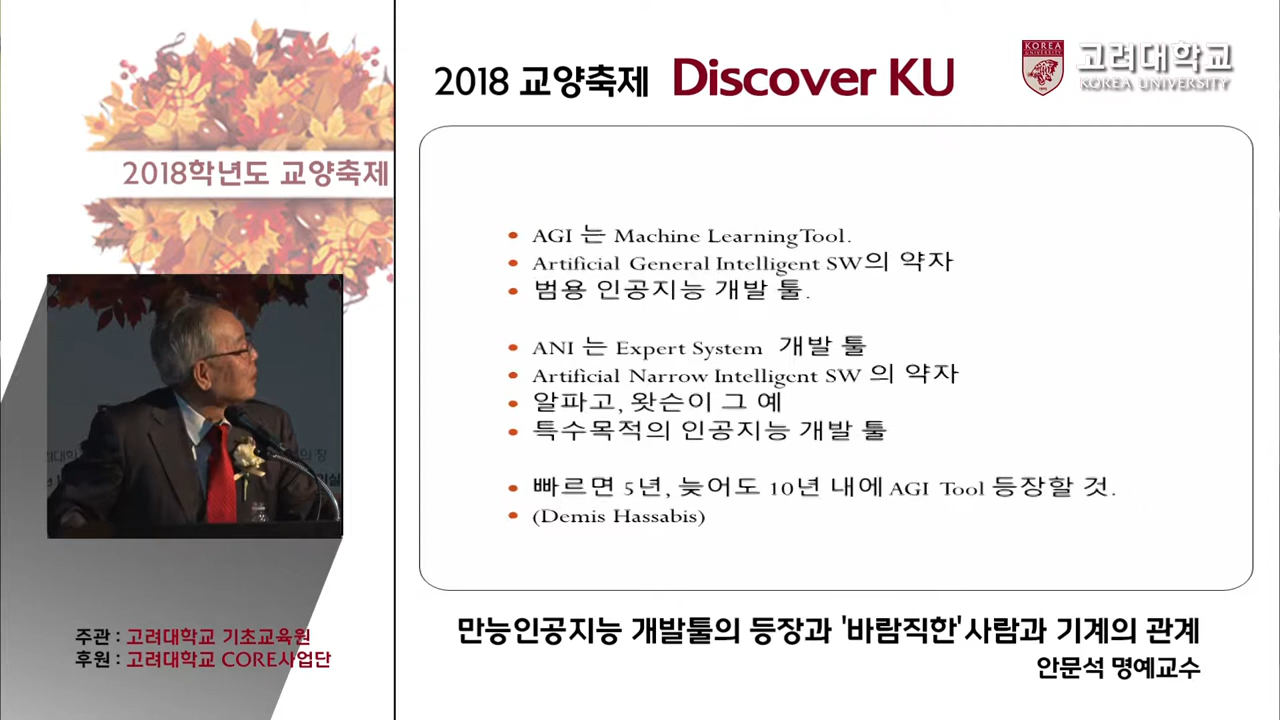 2018학년도 교양축제
주관 : 고려대학교 기초교육원
후원 : 고려대학교 CORE사업단
2018 교양축제 Discover KU
KOREA
UNIVERSITY
고려대학교
KOREA UNIVERSITY
• AGI 는 Machine LearningTool.
• Artificial General Intelligent SW의 약자
• 범용 인공지능 개발 툴.
• ANI 는 Expert System 개발 툴
• Artificial Narrow Intelligent SW 의 약자
• 알파고, 왓슨이 그 예
• 특수목적의 인공지능 개발 툴
• 빠르면 5년, 늦어도 10년 내에 AGI Tool 등장할 것.
• (Demis Hassabis)
만능인공지능 개발툴의 등장과 '바람직한' 사람과 기계의 관계
안문석 명예교수